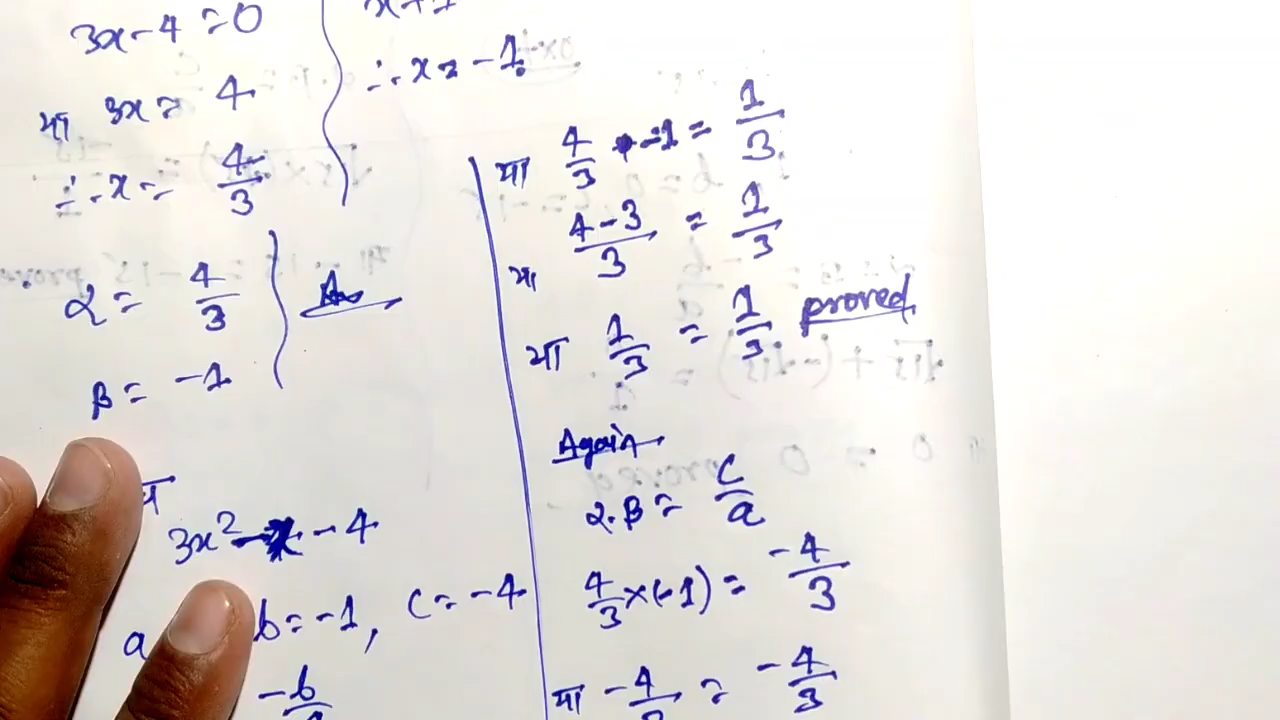 3x-4=0
या 3x= 4
∴ x= 4/3
∴ x= -1
α= 4/3
β= -1
Ans
3x² -x -4
a b=-1, c=-4
-b
या 4/3 -1= 1/3
या 4-3/3 = 1/3
या 1/3 = 1/3 proved
Again
α.β= c/a
4/3×(-1)= -4/3
या -4 = -4/3